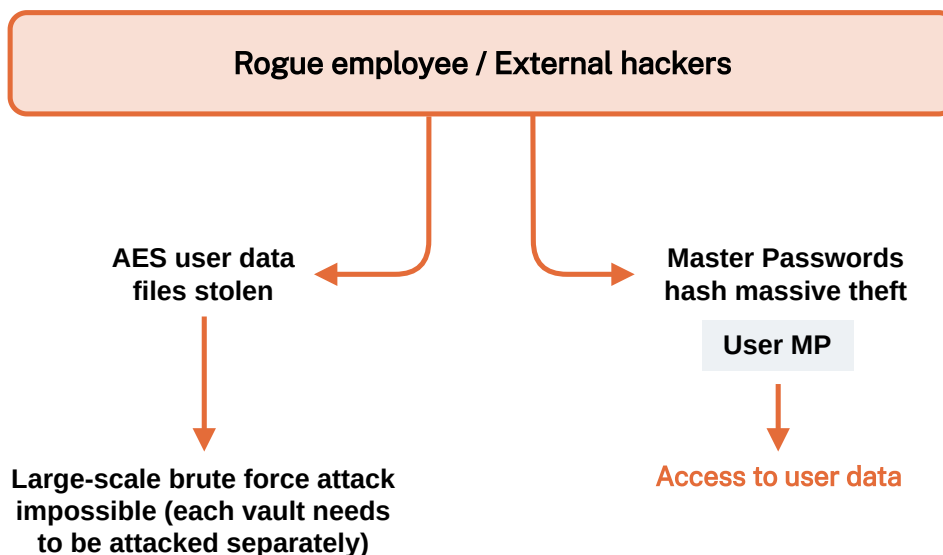 Rogue employee / External hackers
AES user data
files stolen
Master Passwords
hash massive theft
User MP
Large-scale brute force attack
impossible (each vault needs
to be attacked separately)
Access to user data